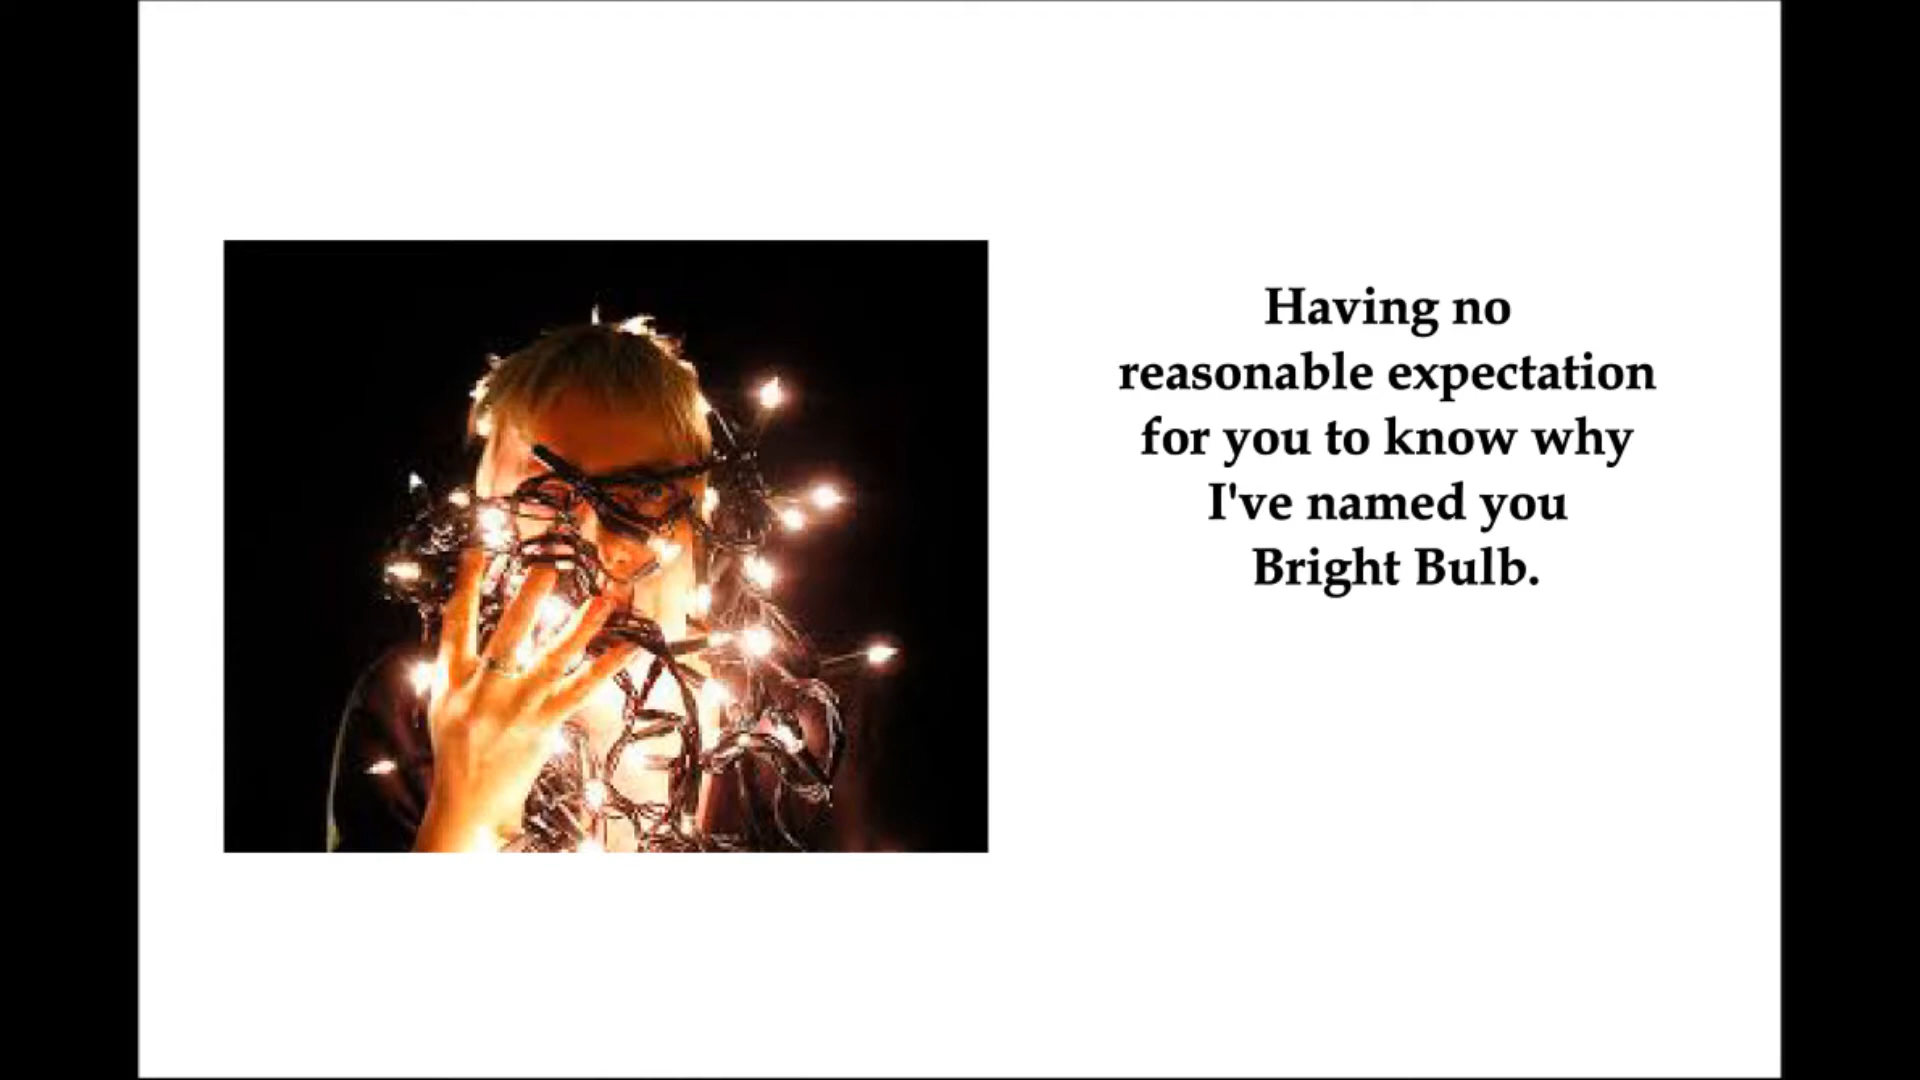 Having no
reasonable expectation
for you to know why
I've named you
Bright Bulb.